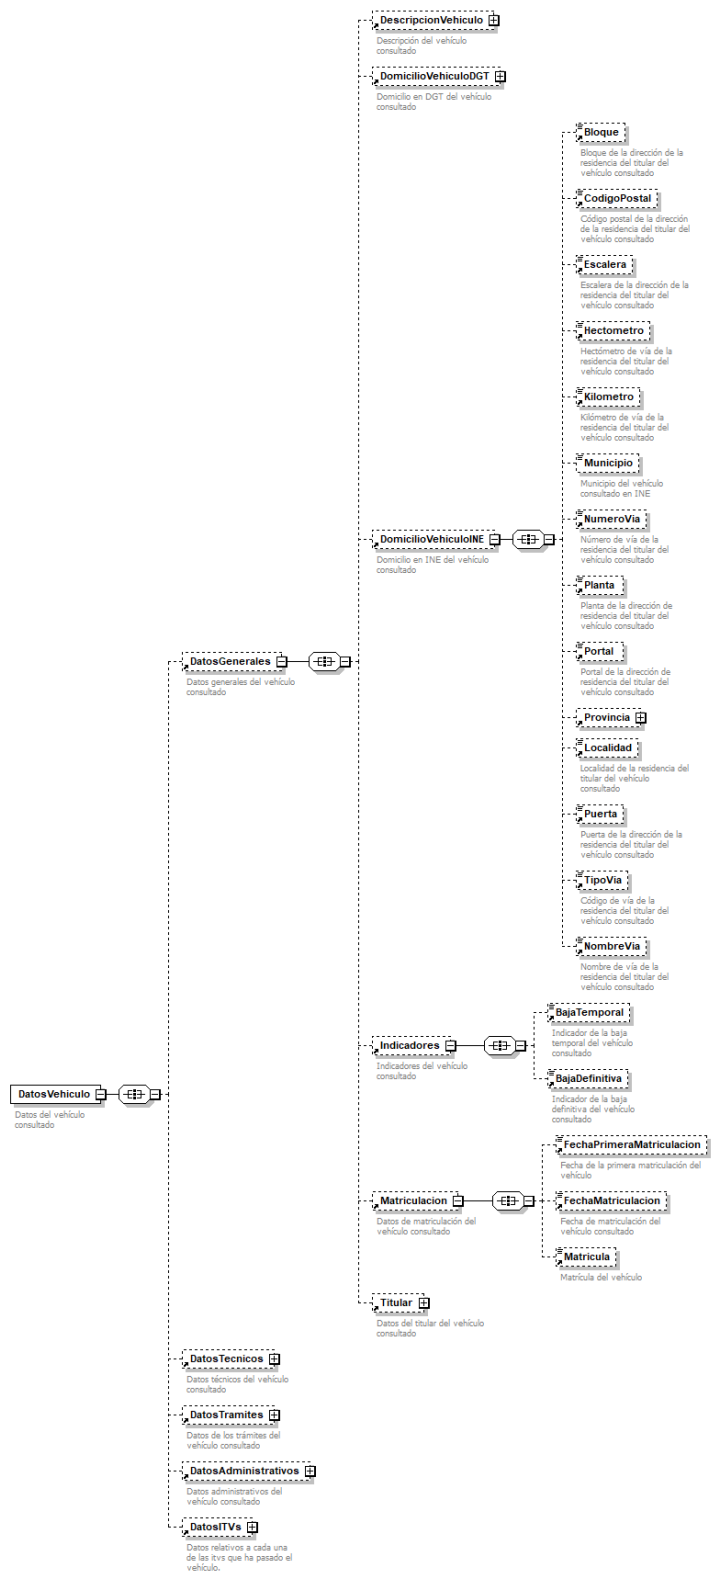 DescripcionVehiculo
Descripción del vehículo
consultado
DomicilioVehiculoDGT
Domicilio en DGT del vehículo
consultado
Bloque
Bloque de la dirección de la
residencia del titular del
vehículo consultado
CodigoPostal
Código postal de la dirección
de la residencia del titular del
vehículo consultado
Escalera
Escalera de la dirección de la
residencia del titular del
vehículo consultado
Hectometro
Hectómetro de vía de la
residencia del titular del
vehículo consultado
Kilometro
Kilómetro de vía de la
residencia del titular del
vehículo consultado
Municipio
Municipio del vehículo
consultado en INE
NumeroVia
Número de vía de la
residencia del titular del
vehículo consultado
DomicilioVehiculoINE
Domicilio en INE del vehículo
consultado
Planta
Planta de la dirección de
residencia del titular del
vehículo consultado
Portal
Portal de la dirección de
residencia del titular del
vehículo consultado
DatosGenerales
Datos generales del vehículo
consultado
Provincia
Localidad
Localidad de la residencia del
titular del vehículo
consultado
Puerta
Puerta de la dirección de la
residencia del titular del
vehículo consultado
TipoVia
Código de vía de la
residencia del titular del
vehículo consultado
NombreVia
Nombre de vía de la
residencia del titular del
vehículo consultado
BajaTemporal
Indicador de la baja
temporal del vehículo
consultado
Indicadores
Indicadores del vehículo
consultado
BajaDefinitiva
Indicador de la baja
definitiva del vehículo
consultado
DatosVehiculo
Datos del vehículo
consultado
FechaPrimeraMatriculacion
Fecha de la primera matriculación del
vehículo
Matriculacion
Datos de matriculación del
vehículo consultado
FechaMatriculacion
Fecha de matriculación del
vehículo consultado
Matricula
Matrícula del vehículo
Titular
Datos del titular del vehículo
consultado
DatosTecnicos
Datos técnicos del vehículo
consultado
DatosTramites
Datos de los trámites del
vehículo consultado
DatosAdministrativos
Datos administrativos del
vehículo consultado
DatosITVs
Datos relativos a cada una
de las itvs que ha pasado el
vehículo.